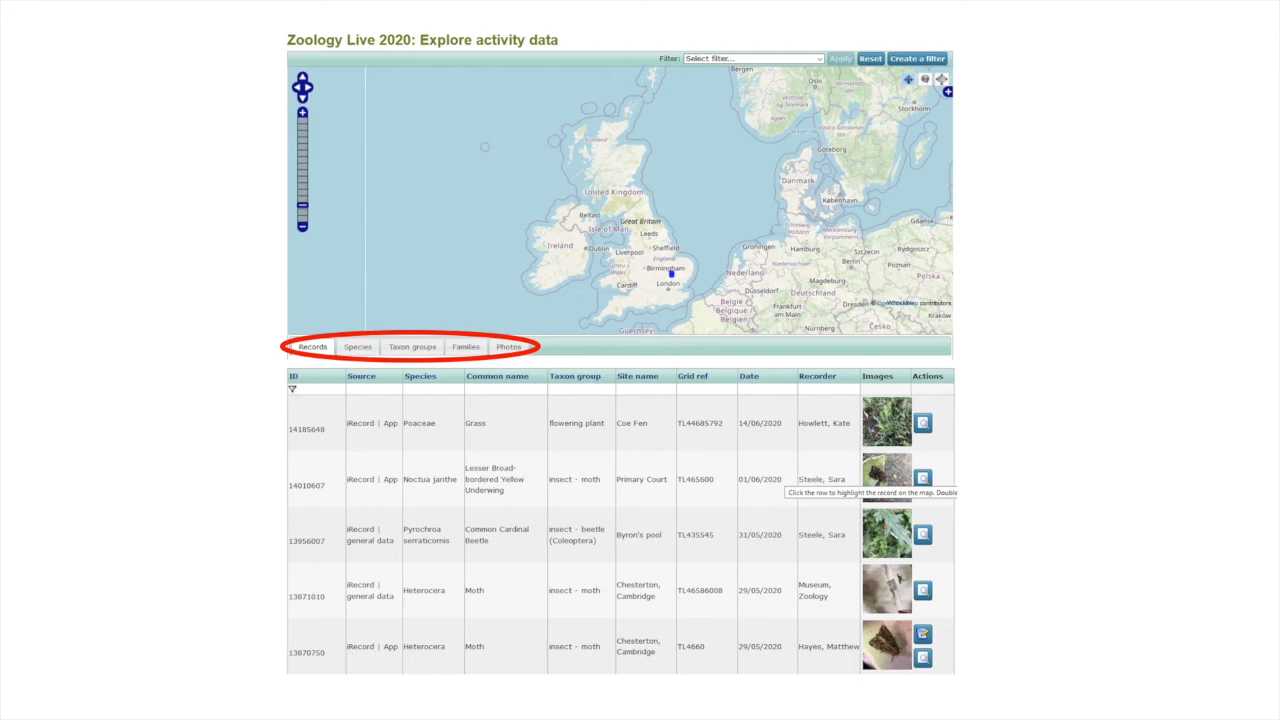 Zoology Live 2020: Explore activity data
Filter: Select filter... Apply Reset Create a filter
Bergen
Oslo
Stockholm
Göteborg
Scotland
United Kingdom
Danmark
København
Belfast
Great Britain
Isle of Man
Leeds
Ireland
Dublin
Liverpool
Sheffield
England
Birmingham
Cardiff
London
Guernsey
Groningen
Hamburg
Mecklenburg-Vorpommern
Szczecin
Gdańsk
Bydgoszcz
Nederland
Niedersachsen
Berlin
Poznań
Polska
Magdeburg
Düsseldorf
Deutschland
België /
Belgique /
Belgien
Frankfurt
am Main
Dresden
contributors
Kraków
Nürnberg
Česko
Records Species Taxon groups Families Photos
ID Source Species Common name Taxon group Site name Grid ref Date Recorder Images Actions
14185648 iRecord | App Poaceae Grass flowering plant Coe Fen TL44685792 14/06/2020 Howlett, Kate
14010607 iRecord | App Noctua janthe Lesser Broad-bordered Yellow Underwing insect - moth Primary Court TL465600 01/06/2020 Steele, Sara
Click the row to highlight the record on the map. Double
13956007 iRecord | general data Pyrochroa serraticornis Common Cardinal Beetle insect - beetle (Coleoptera) Byron's pool TL435545 31/05/2020 Steele, Sara
13871010 iRecord | general data Heterocera Moth insect - moth Chesterton, Cambridge TL46586008 29/05/2020 Museum, Zoology
13870750 iRecord | App Heterocera Moth insect - moth Chesterton, Cambridge TL4660 29/05/2020 Hayes, Matthew